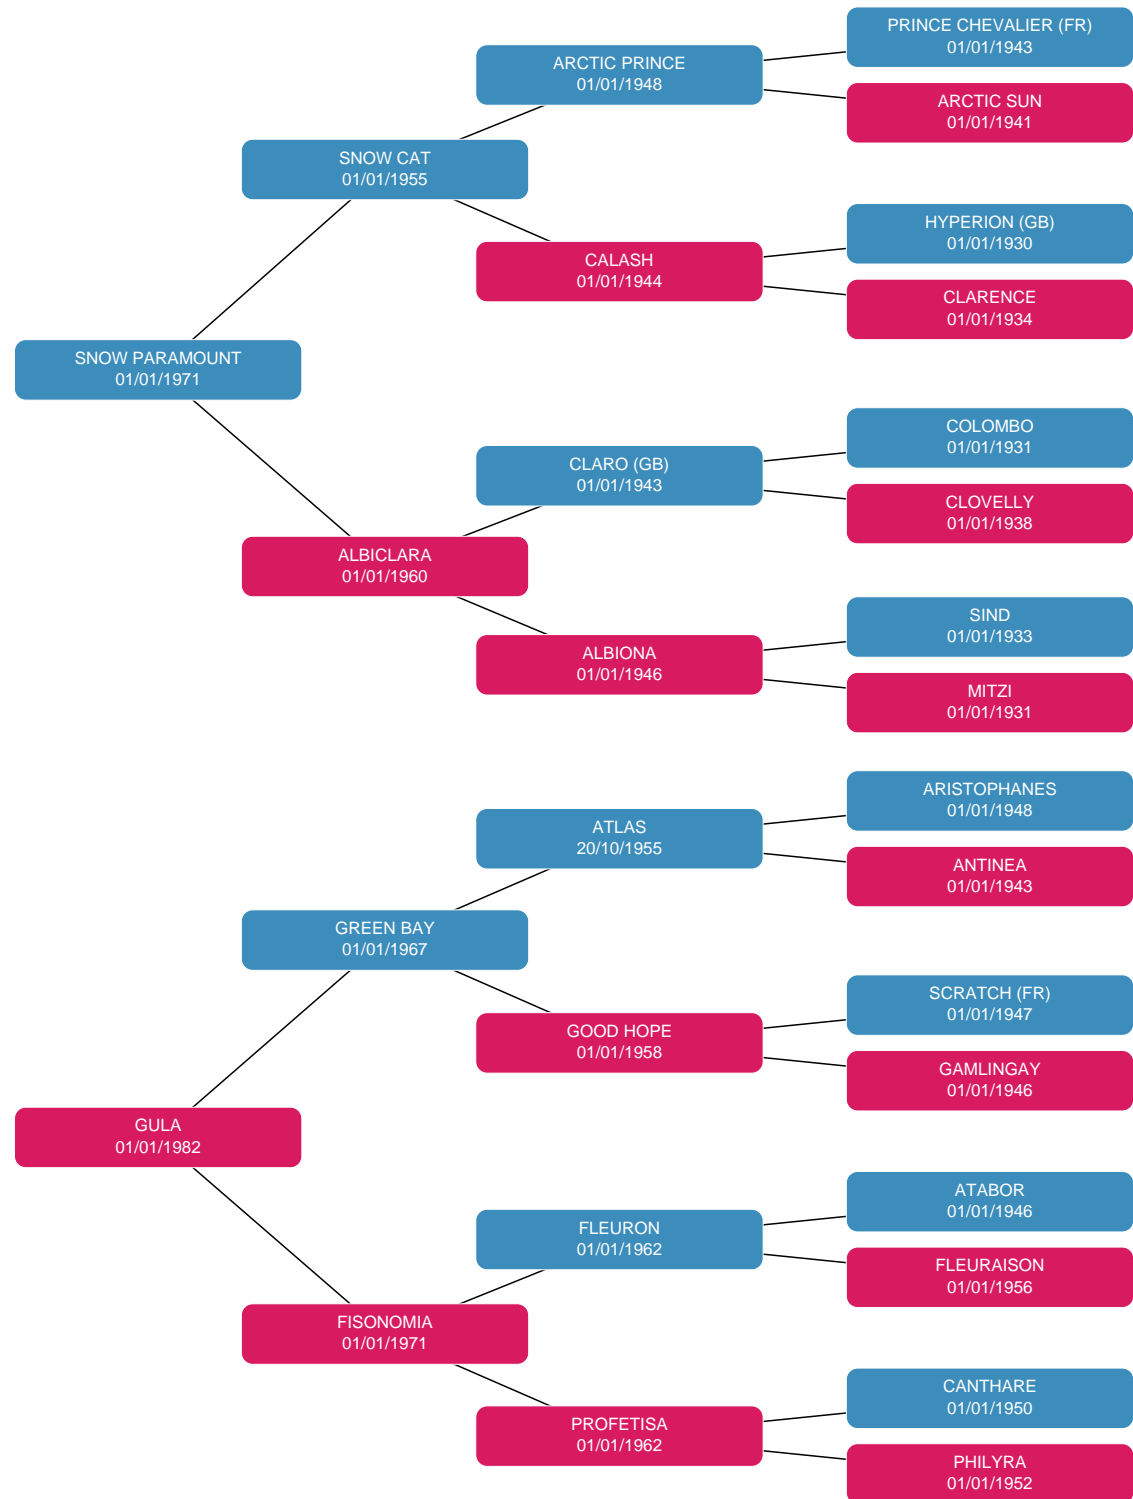 PRINCE CHEVALIER (FR)
01/01/1943
ARCTIC PRINCE
01/01/1948
ARCTIC SUN
01/01/1941
SNOW CAT
01/01/1955
HYPERION (GB)
01/01/1930
CALASH
01/01/1944
CLARENCE
01/01/1934
SNOW PARAMOUNT
01/01/1971
COLOMBO
01/01/1931
CLARO (GB)
01/01/1943
CLOVELLY
01/01/1938
ALBICLARA
01/01/1960
SIND
01/01/1933
ALBIONA
01/01/1946
MITZI
01/01/1931
ARISTOPHANES
01/01/1948
ATLAS
20/10/1955
ANTINEA
01/01/1943
GREEN BAY
01/01/1967
SCRATCH (FR)
01/01/1947
GOOD HOPE
01/01/1958
GAMLINGAY
01/01/1946
GULA
01/01/1982
ATABOR
01/01/1946
FLEURON
01/01/1962
FLEURAISON
01/01/1956
FISONOMIA
01/01/1971
CANTHARE
01/01/1950
PROFETISA
01/01/1962
PHILYRA
01/01/1952